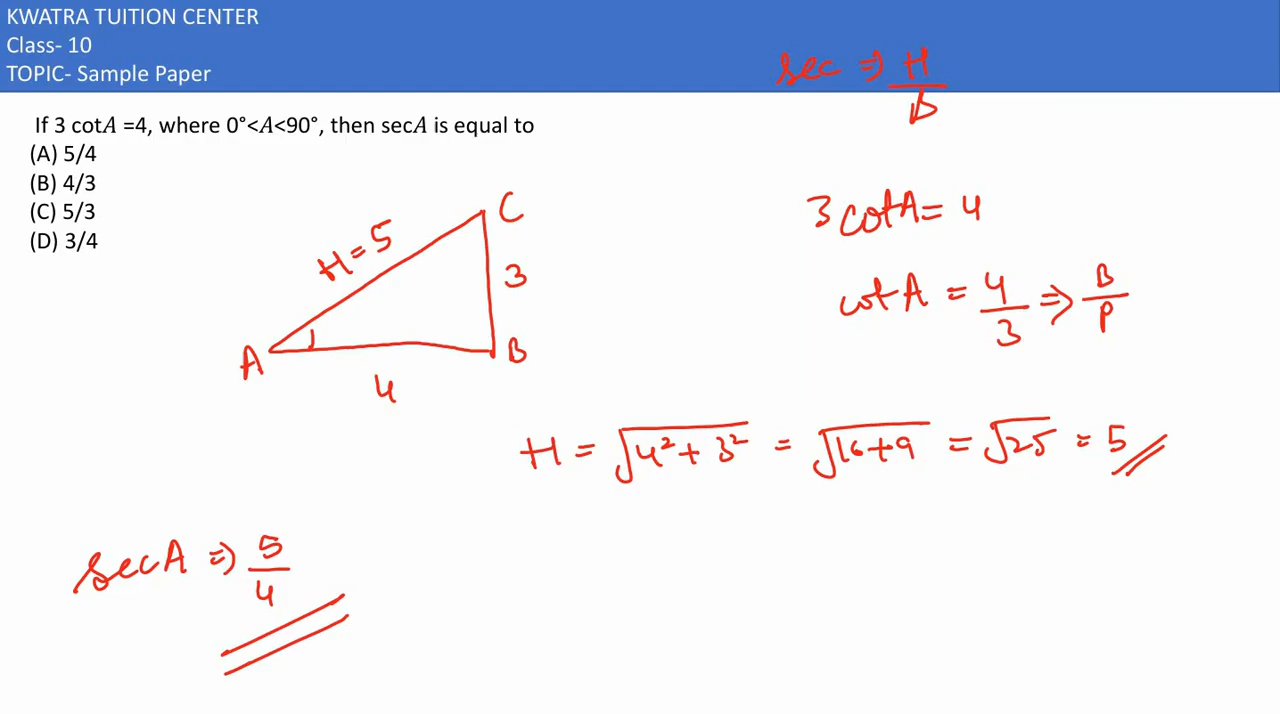 KWATRA TUITION CENTER
Class- 10
TOPIC- Sample Paper
sec ⇒ H/B
If 3 cotA =4, where 0°<A<90°, then secA is equal to
(A) 5/4
(B) 4/3
(C) 5/3
(D) 3/4
C
H = 5
3
A
B
4
3 cotA = 4
cotA = 4/3 ⇒ B/P
H = √4²+3² = √16+9 = √25 = 5
secA ⇒ 5/4